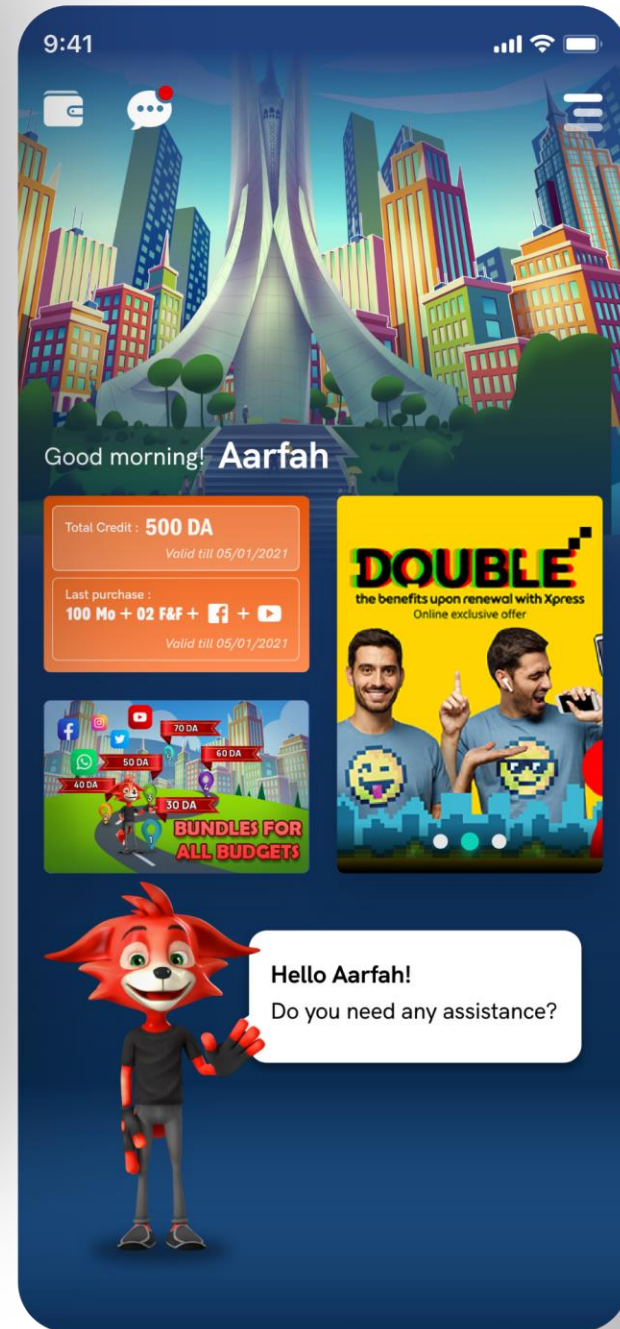 9:41
Good morning! Aarfah
Total Credit : 500 DA
Valid till 05/01/2021
Last purchase :
100 Mo + 02 F&F + +
Valid till 05/01/2021
DOUBLE
the benefits upon renewal with Xpress
Online exclusive offer
70 DA
60 DA
50 DA
40 DA
30 DA
BUNDLES FOR
ALL BUDGETS
Hello Aarfah!
Do you need any assistance?